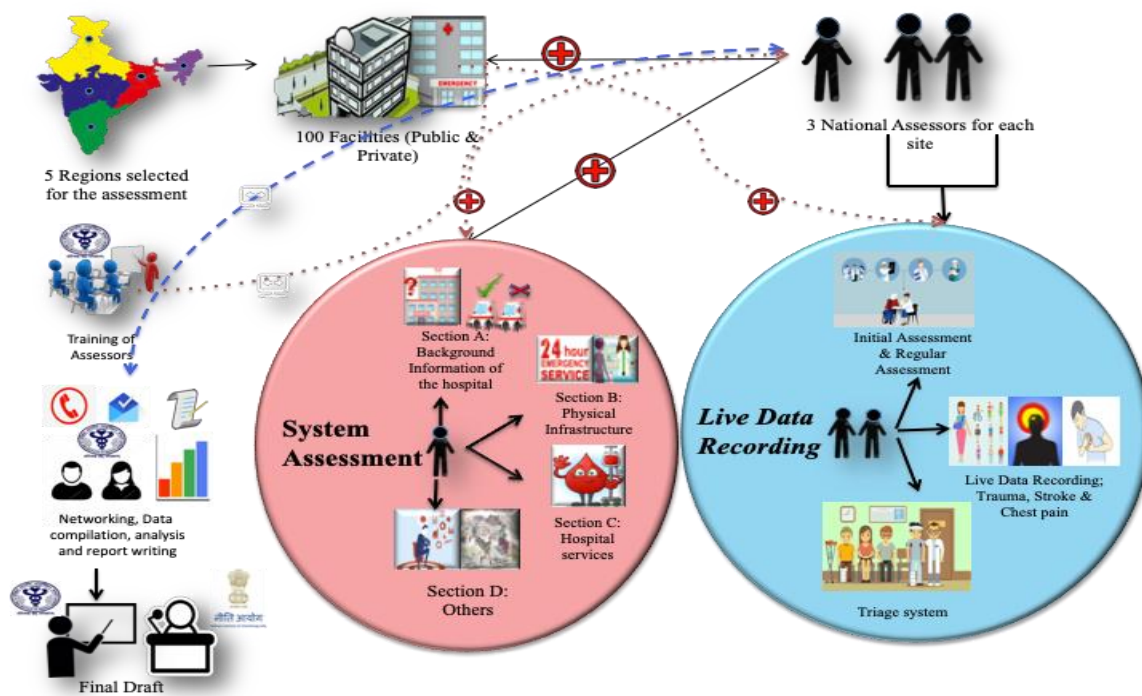 5 Regions selected
for the assessment
100 Facilities (Public &
Private)
EMERGENCY
3 National Assessors for each
site
Training of
Assessors
Networking, Data
compilation, analysis
and report writing
नीति आयोग
Final Draft
System
Assessment
?
Section A:
Background
Information of
the hospital
24 hour
EMERGENCY
SERVICE
Section B:
Physical
Infrastructure
Section C:
Hospital
services
Section D:
Others
Live Data
Recording
Initial Assessment
& Regular
Assessment
Live Data Recording;
Trauma, Stroke &
Chest pain
Triage system